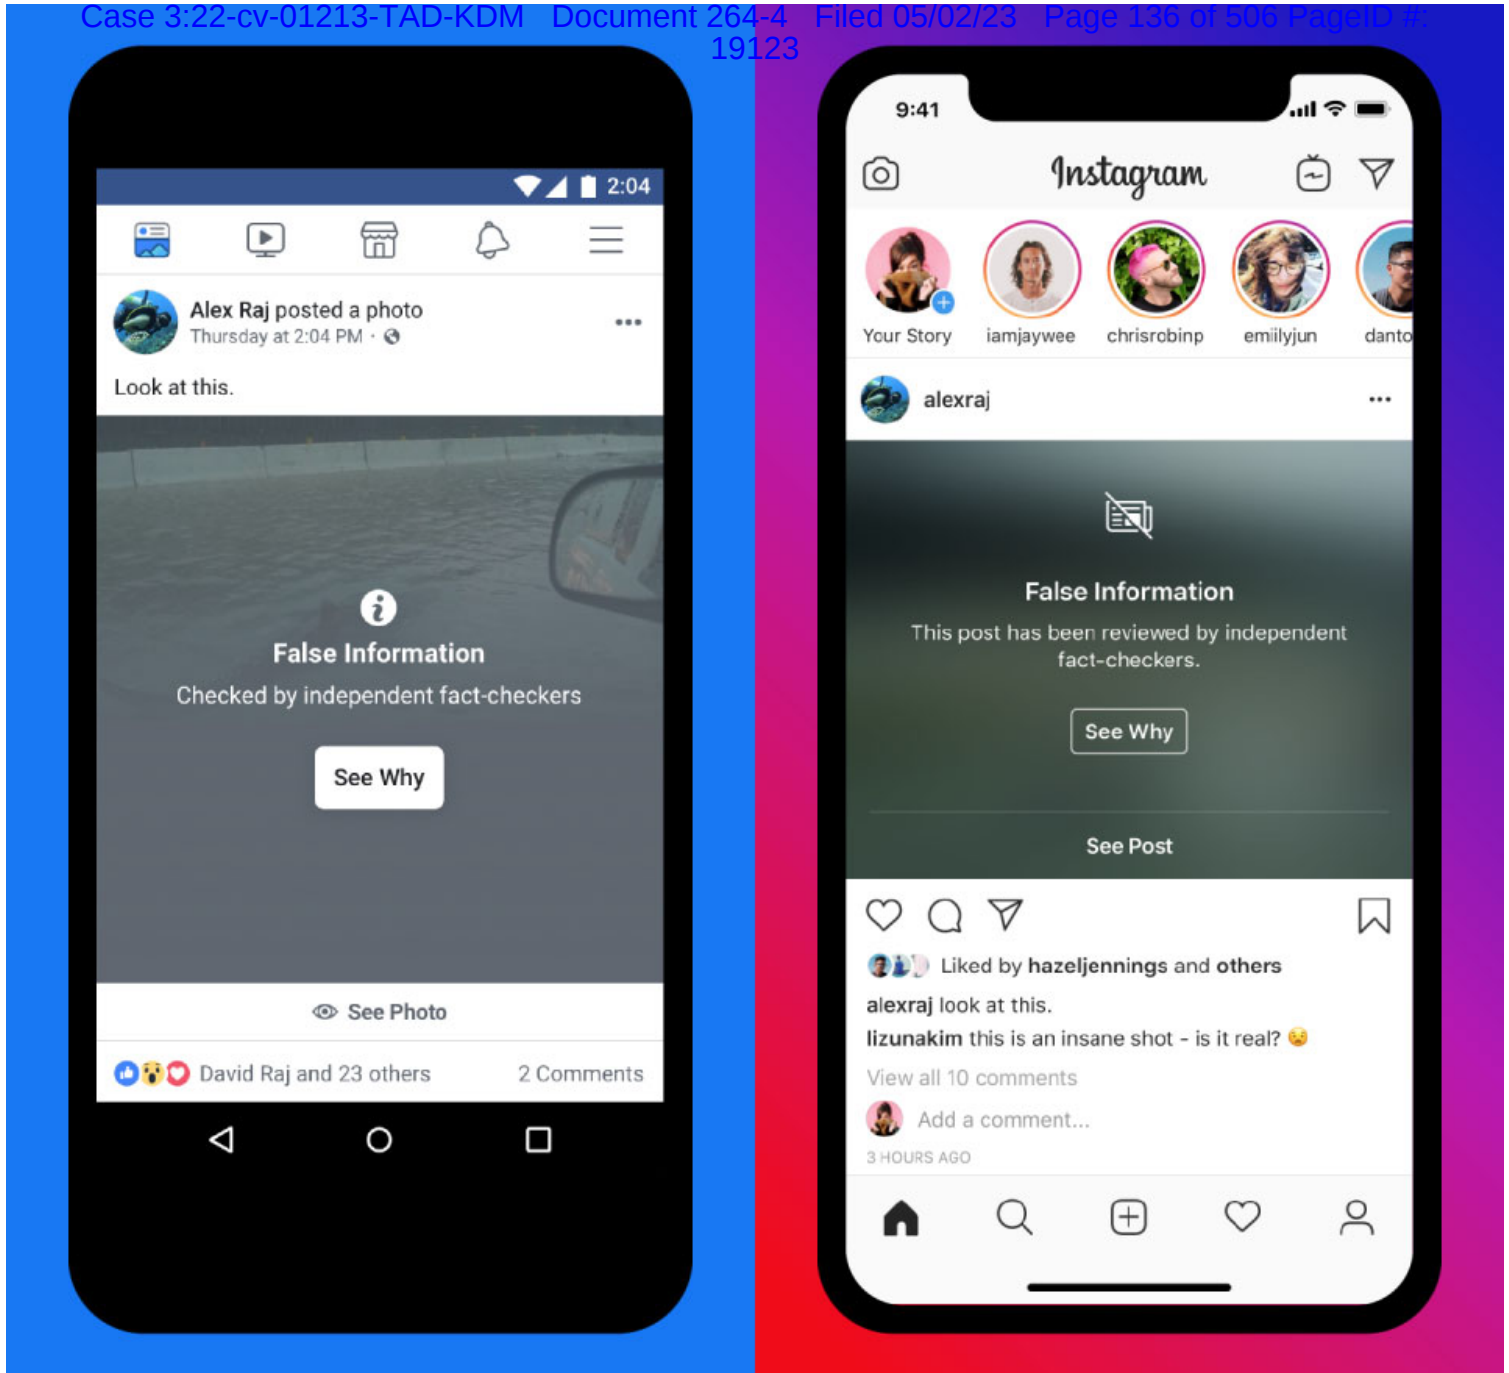 Case 3:22-cv-01213-TAD-KDM Document 264-4 Filed 05/02/23 Page 136 of 506 PageID #:
19123
2:04
Alex Raj posted a photo
Thursday at 2:04 PM ·
Look at this.
False Information
Checked by independent fact-checkers
See Why
See Photo
David Raj and 23 others 2 Comments
9:41
Instagram
Your Story iamjaywee chrisrobinp emiilyjun danto
alexraj
False Information
This post has been reviewed by independent
fact-checkers.
See Why
See Post
Liked by hazeljennings and others
alexraj look at this.
lizunakim this is an insane shot - is it real? 😟
View all 10 comments
Add a comment...
3 HOURS AGO